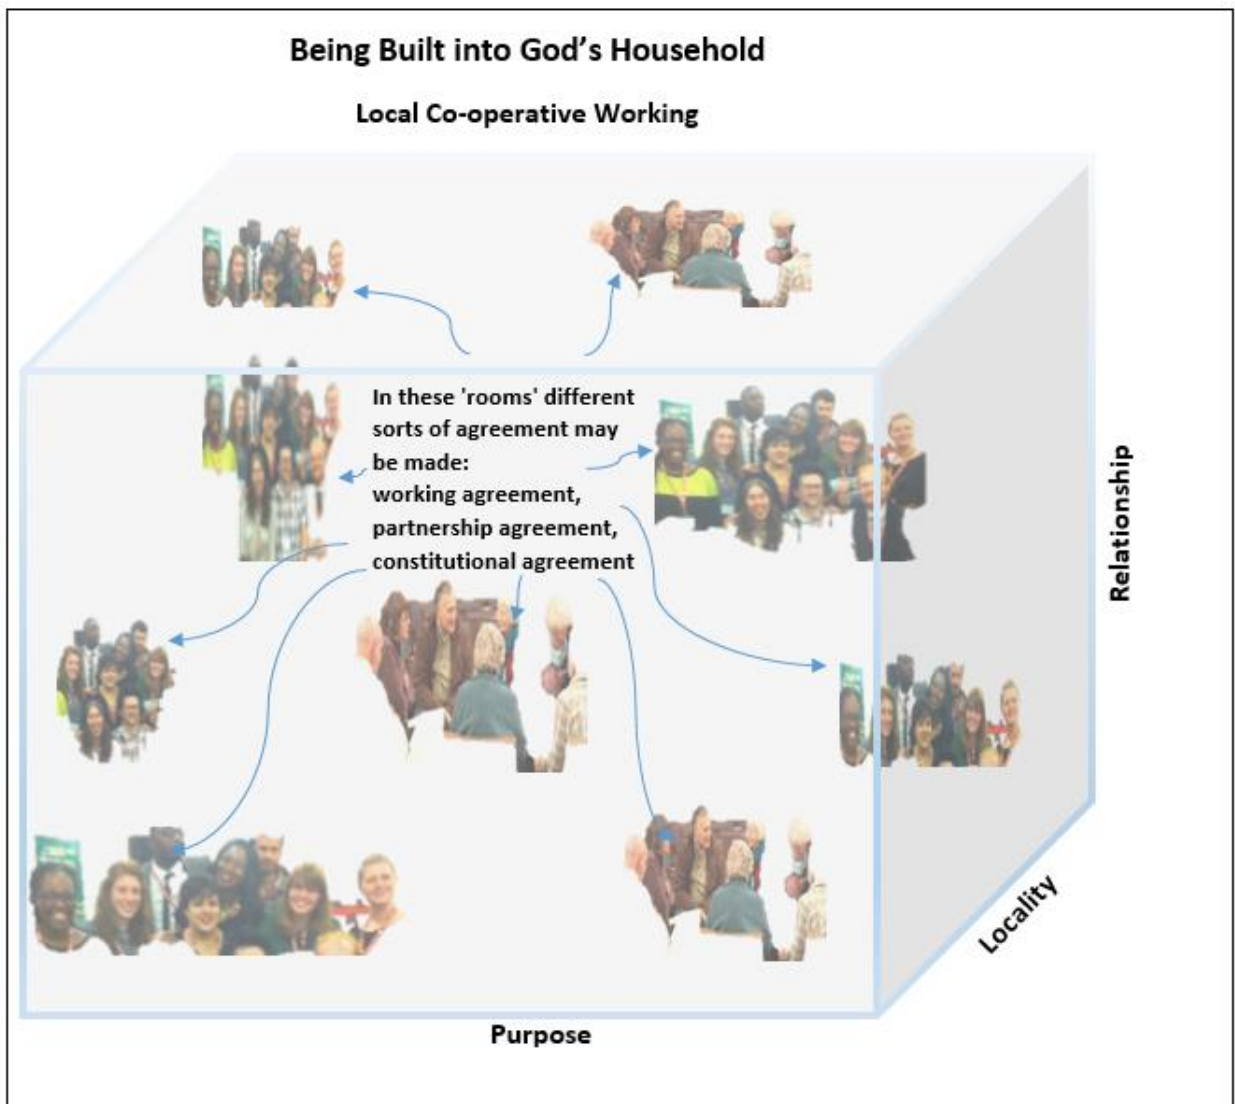 Being Built into God’s Household
Local Co-operative Working
In these 'rooms' different
sorts of agreement may
be made:
working agreement,
partnership agreement,
constitutional agreement
Relationship
Locality
Purpose